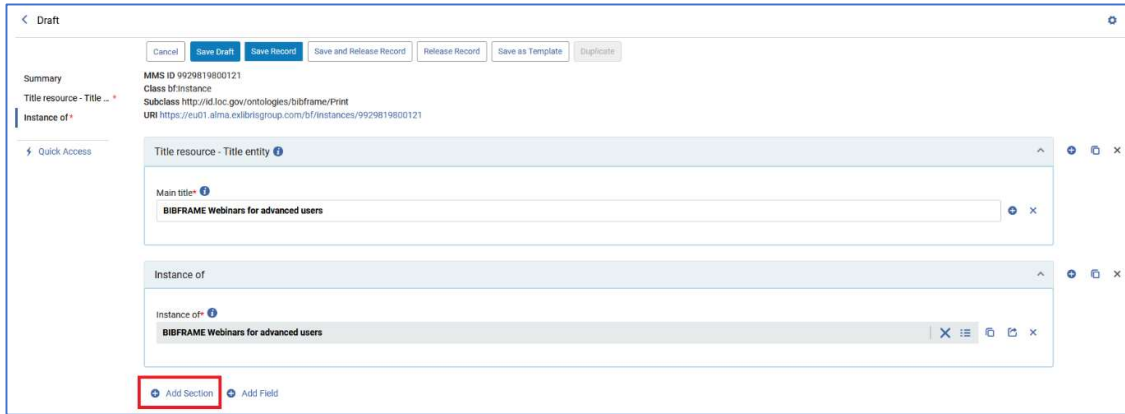 Draft
Cancel Save Draft Save Record Save and Release Record Release Record Save as Template Duplicate
Summary
Title resource - Title ... *
Instance of *
Quick Access
MMS ID 9929819800121
Class bf:Instance
Subclass http://id.loc.gov/ontologies/bibframe/Print
URI https://eu01.alma.exlibrisgroup.com/bf/instances/9929819800121
Title resource - Title entity
Main title*
BIBFRAME Webinars for advanced users
Instance of
Instance of*
BIBFRAME Webinars for advanced users
Add Section Add Field